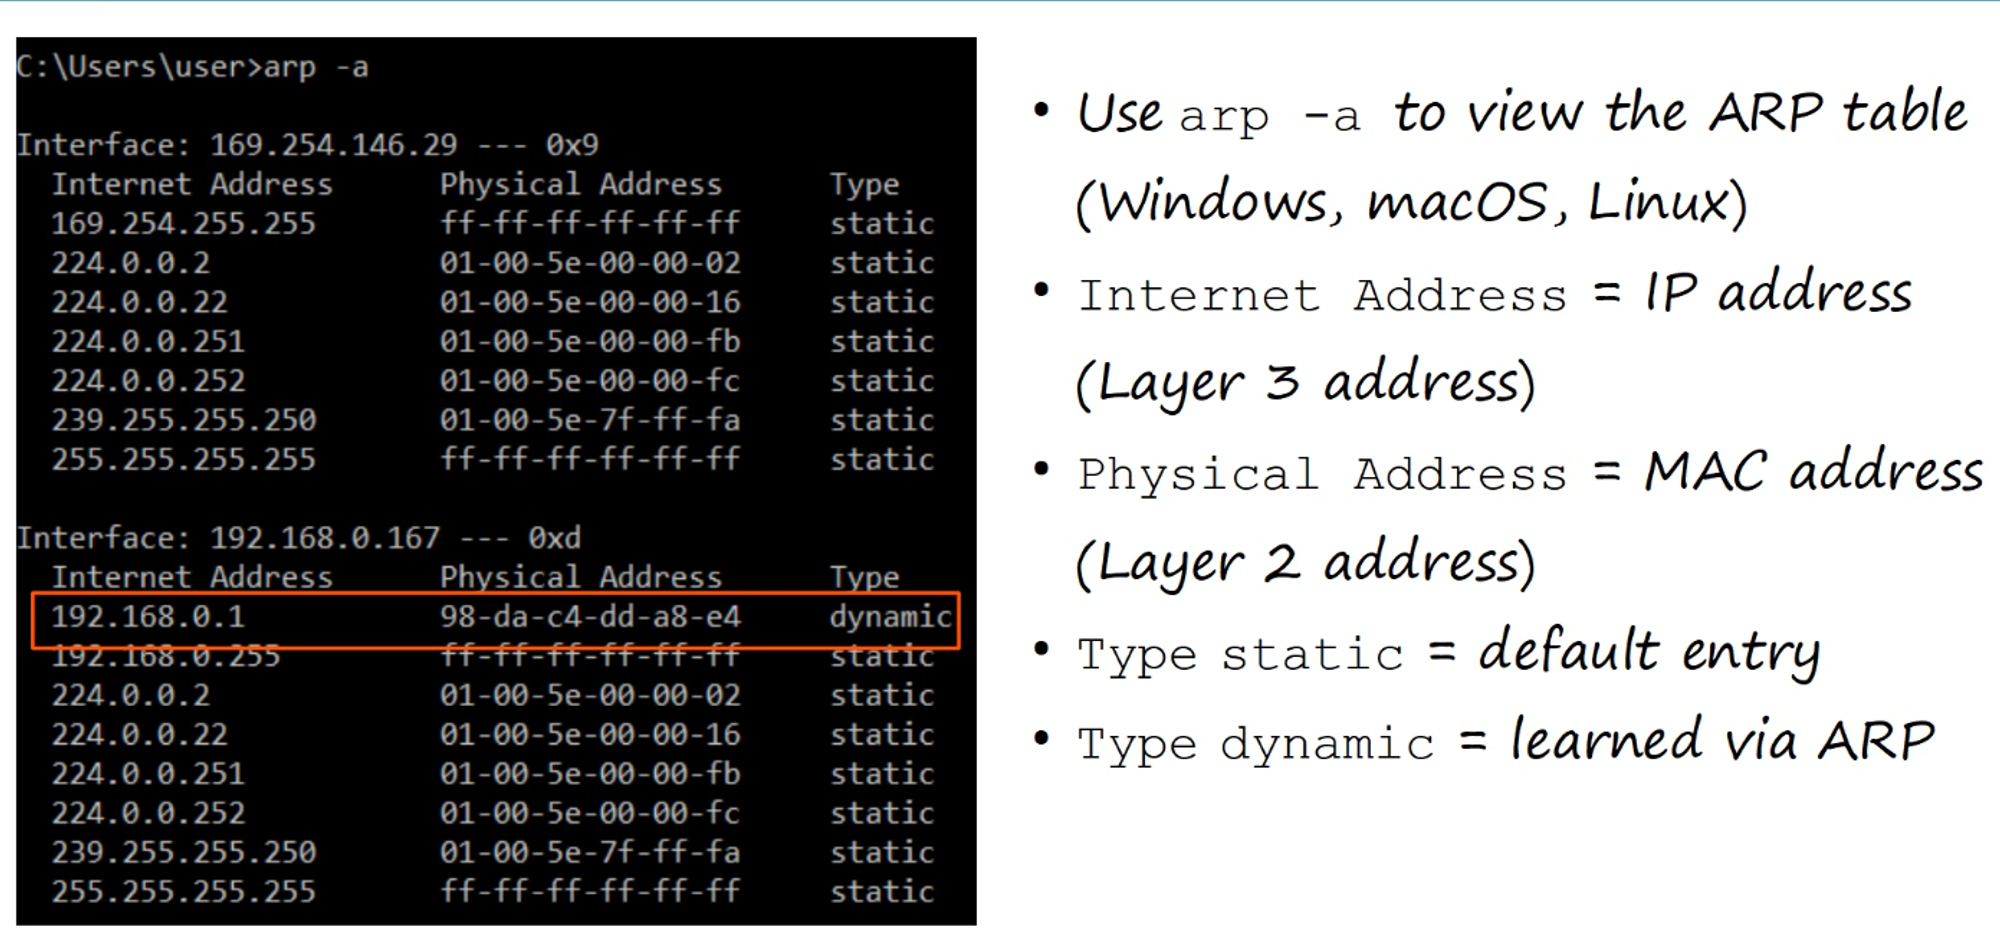 C:\Users\user>arp -a
Interface: 169.254.146.29 --- 0x9
Internet Address Physical Address Type
169.254.255.255 ff-ff-ff-ff-ff-ff static
224.0.0.2 01-00-5e-00-00-02 static
224.0.0.22 01-00-5e-00-00-16 static
224.0.0.251 01-00-5e-00-00-fb static
224.0.0.252 01-00-5e-00-00-fc static
239.255.255.250 01-00-5e-7f-ff-fa static
255.255.255.255 ff-ff-ff-ff-ff-ff static
Interface: 192.168.0.167 --- 0xd
Internet Address Physical Address Type
192.168.0.1 98-da-c4-dd-a8-e4 dynamic
192.168.0.255 ff-ff-ff-ff-ff-ff static
224.0.0.2 01-00-5e-00-00-02 static
224.0.0.22 01-00-5e-00-00-16 static
224.0.0.251 01-00-5e-00-00-fb static
224.0.0.252 01-00-5e-00-00-fc static
239.255.255.250 01-00-5e-7f-ff-fa static
255.255.255.255 ff-ff-ff-ff-ff-ff static
• Use arp -a to view the ARP table
(Windows, macOS, Linux)
• Internet Address = IP address
(Layer 3 address)
• Physical Address = MAC address
(Layer 2 address)
• Type static = default entry
• Type dynamic = learned via ARP